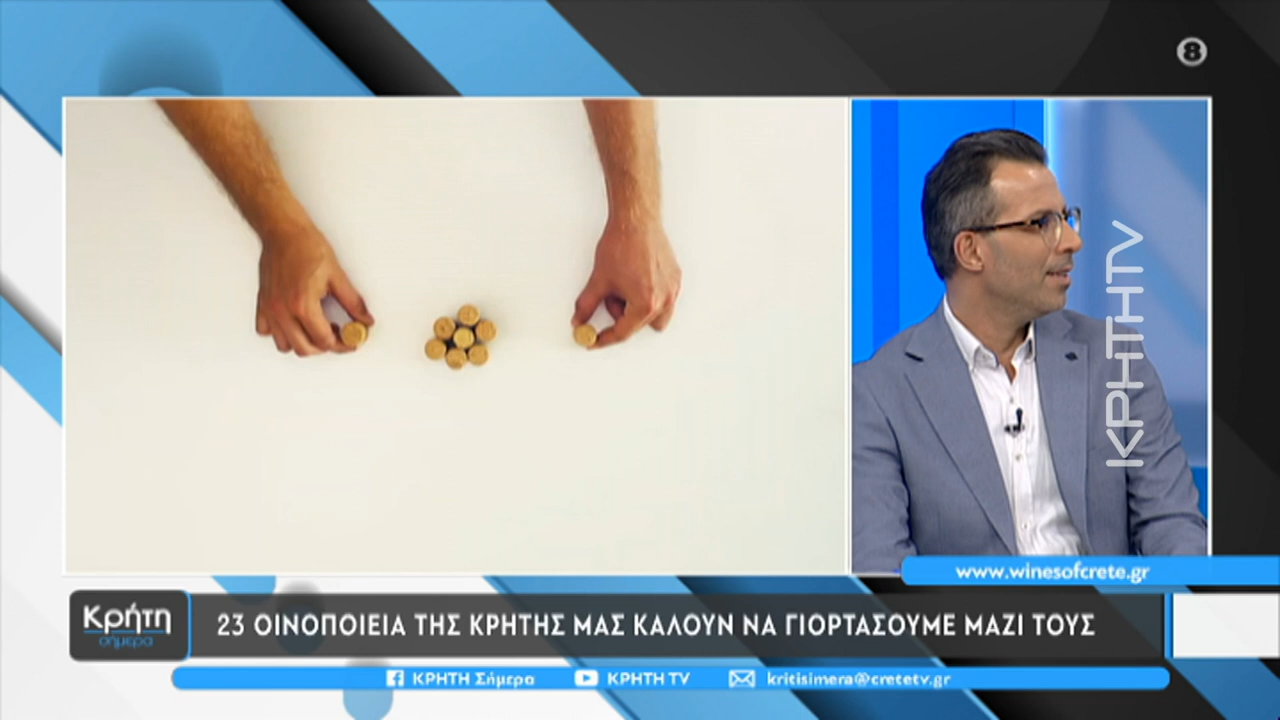 8
ΚΡΗΤΗTV
www.winesofcrete.gr
Κρήτη
σήμερα
23 ΟΙΝΟΠΟΙΕΙΑ ΤΗΣ ΚΡΗΤΗΣ ΜΑΣ ΚΑΛΟΥΝ ΝΑ ΓΙΟΡΤΑΣΟΥΜΕ ΜΑΖΙ ΤΟΥΣ
ΚΡΗΤΗ Σήμερα ΚΡΗΤΗ TV kritisimera@cretetv.gr